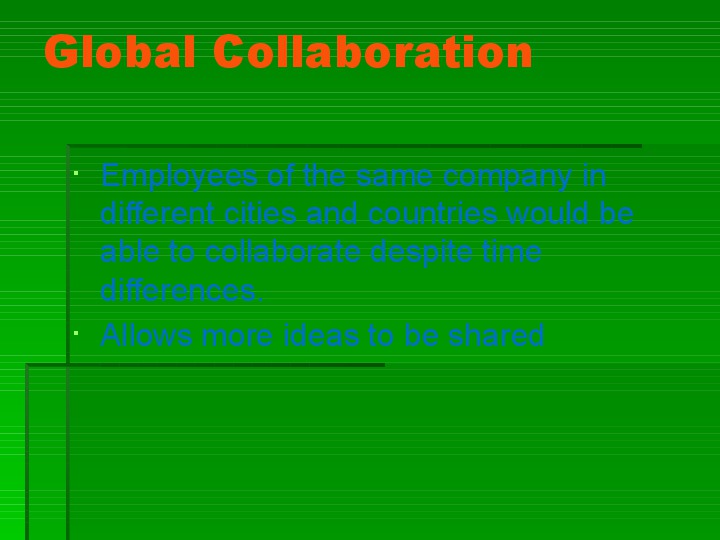 Global Collaboration
Employees of the same company in
different cities and countries would be
able to collaborate despite time
differences.
Allows more ideas to be shared